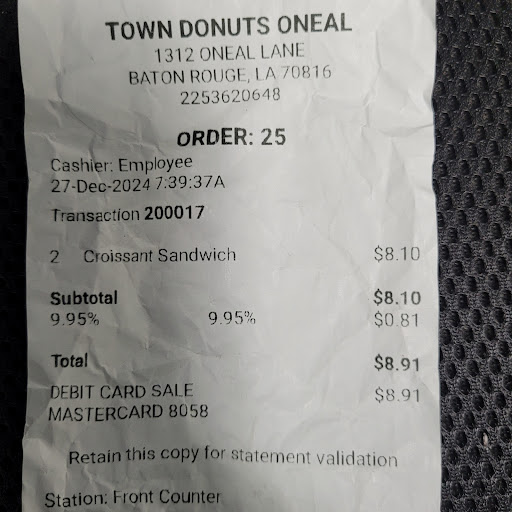 TOWN DONUTS ONEAL
1312 ONEAL LANE
BATON ROUGE, LA 70816
2253620648
ORDER: 25
Cashier: Employee
27-Dec-2024 7:39:37A
Transaction 200017
2 Croissant Sandwich $8.10
Subtotal $8.10
9.95% 9.95% $0.81
Total $8.91
DEBIT CARD SALE $8.91
MASTERCARD 8058
Retain this copy for statement validation
Station: Front Counter